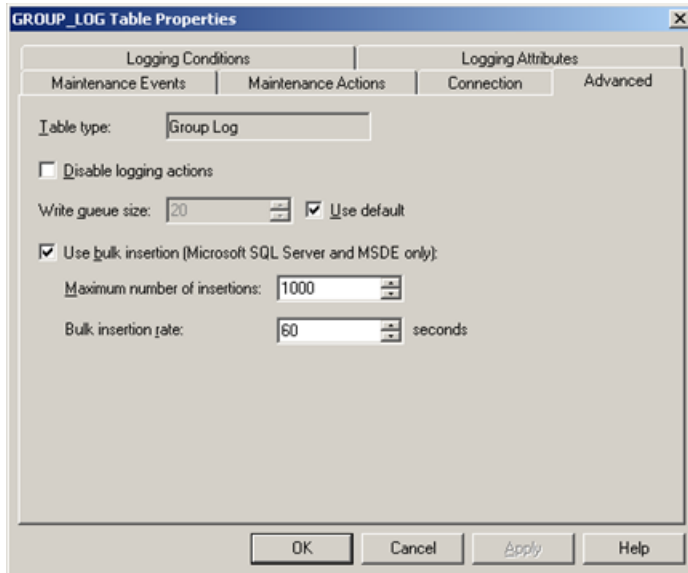 GROUP_LOG Table Properties
Logging Conditions Logging Attributes
Maintenance Events Maintenance Actions Connection Advanced
Table type: Group Log
Disable logging actions
Write queue size: 20 Use default
Use bulk insertion (Microsoft SQL Server and MSDE only):
Maximum number of insertions: 1000
Bulk insertion rate: 60 seconds
OK Cancel Apply Help